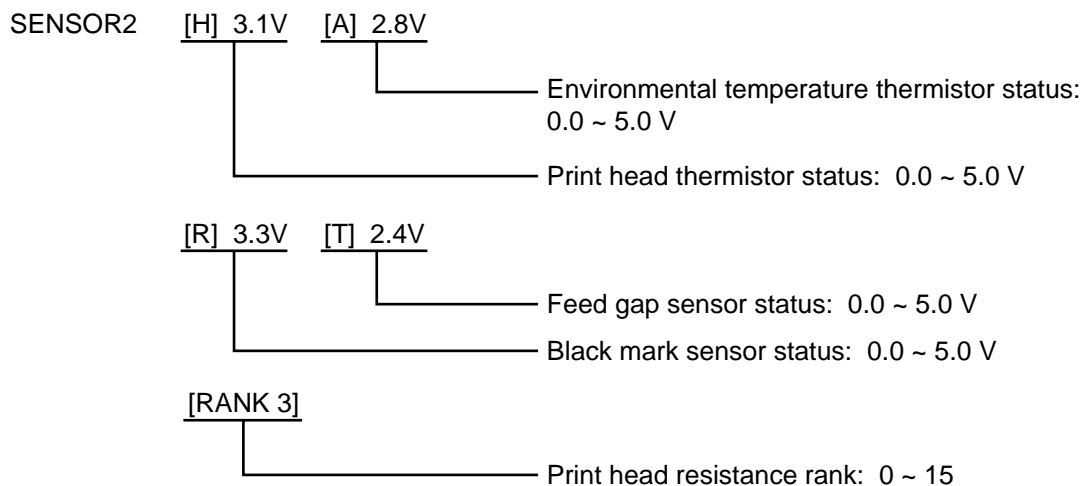 SENSOR2 [H] 3.1V [A] 2.8V
Environmental temperature thermistor status:
0.0 ~ 5.0 V
Print head thermistor status: 0.0 ~ 5.0 V
[R] 3.3V [T] 2.4V
Feed gap sensor status: 0.0 ~ 5.0 V
Black mark sensor status: 0.0 ~ 5.0 V
[RANK 3]
Print head resistance rank: 0 ~ 15